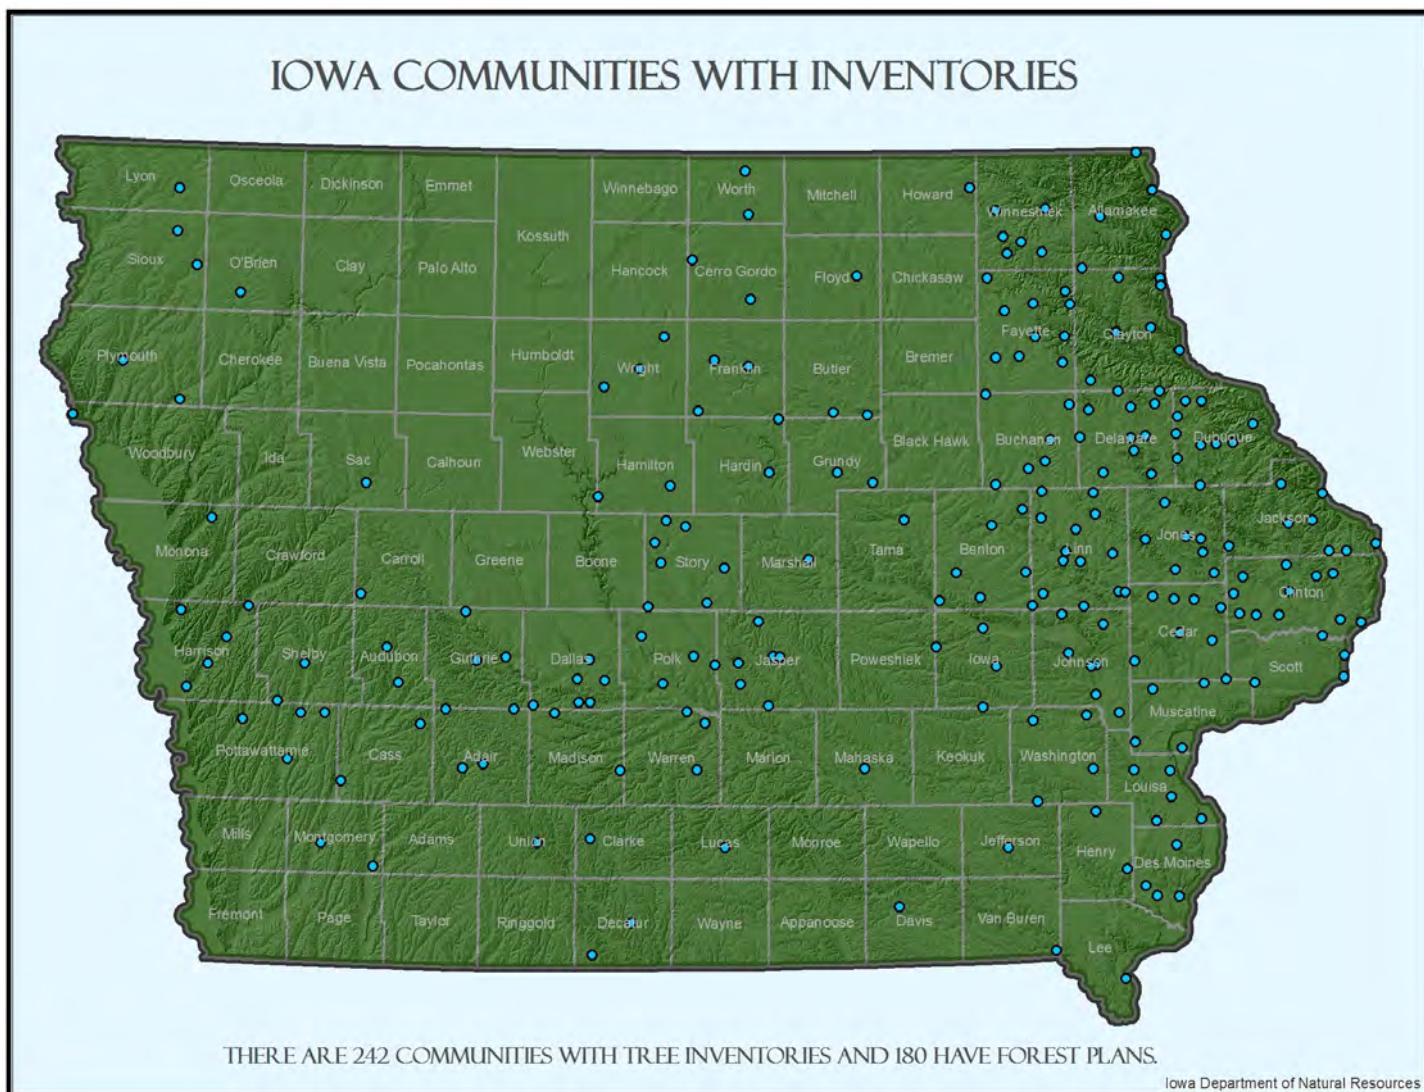 IOWA COMMUNITIES WITH INVENTORIES
Lyon Osceola Dickinson Emmet Winnebago Worth Mitchell Howard Winneshiek Allamakee
Kossuth
Sioux O'Brien Clay Palo Alto Hancock Cerro Gordo Floyd Chickasaw
Fayette Clayton
Plymouth Cherokee Buena Vista Pocahontas Humboldt Wright Franklin Butler Bremer
Woodbury Ida Sac Calhoun Webster Hamilton Hardin Grundy Black Hawk Buchanan Delaware Dubuque
Monona Crawford Carroll Greene Boone Story Marshall Tama Benton Linn Jones Jackson
Clinton
Harrison Shelby Audubon Guthrie Dallas Polk Jasper Poweshiek Iowa Johnson Cedar Scott
Muscatine
Pottawattamie Cass Adair Madison Warren Marion Mahaska Keokuk Washington
Louisa
Mills Montgomery Adams Union Clarke Lucas Monroe Wapello Jefferson Henry
Des Moines
Fremont Page Taylor Ringgold Decatur Wayne Appanoose Davis Van Buren
Lee
THERE ARE 242 COMMUNITIES WITH TREE INVENTORIES AND 180 HAVE FOREST PLANS.
Iowa Department of Natural Resources